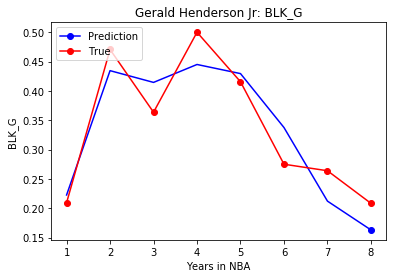 Gerald Henderson Jr: BLK_G
Prediction
True
0.50
0.45
0.40
0.35
0.30
0.25
0.20
0.15
BLK_G
1 2 3 4 5 6 7 8
Years in NBA